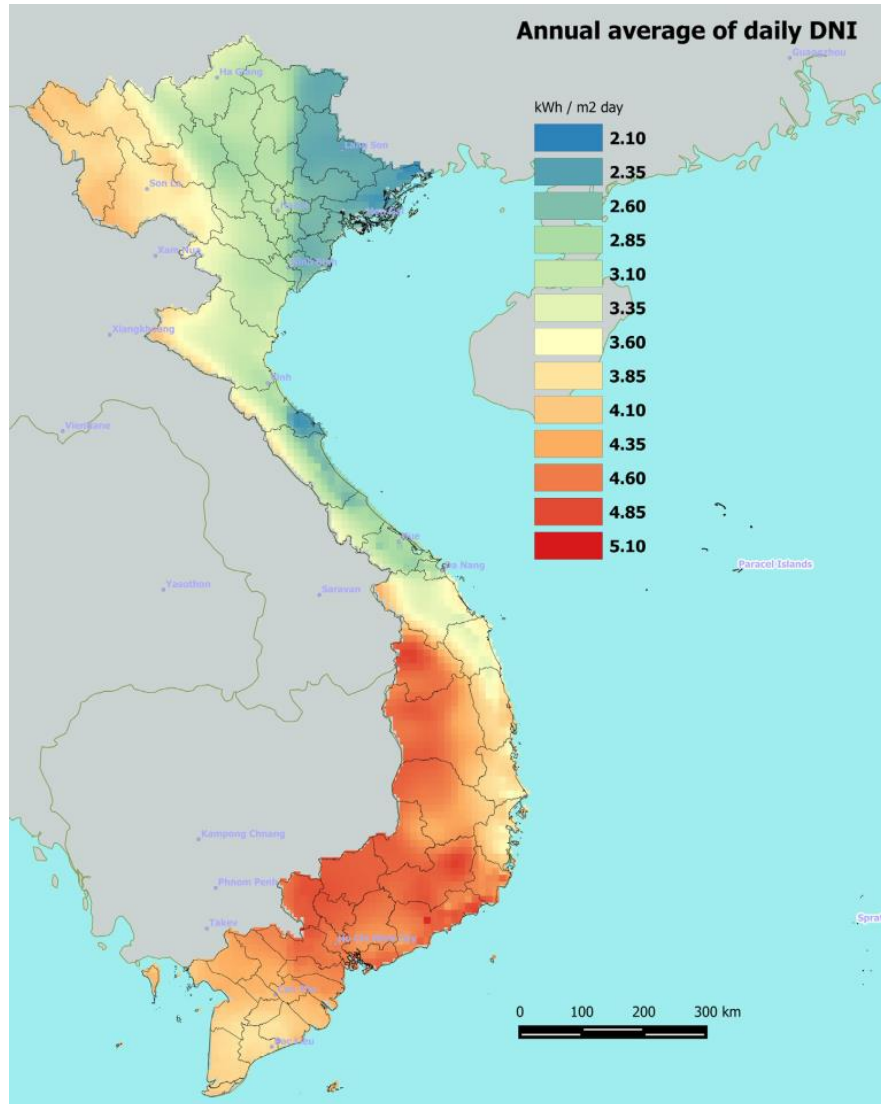 Annual average of daily DNI
Guangzhou
Ha Giang
kWh / m2 day
2.10
2.35
Lang Son
2.60
Son La
2.85
Xam Nua
3.10
3.35
Xiangkhoang
3.60
Vinh
3.85
4.10
Vientiane
4.35
4.60
4.85
Hue
5.10
Da Nang
Paracel Islands
Yasothon
Saravan
Kampong Chnang
Phnom Penh
Takev
Ho Chi Minh City
Can Tho
0 100 200 300 km
Bac Lieu